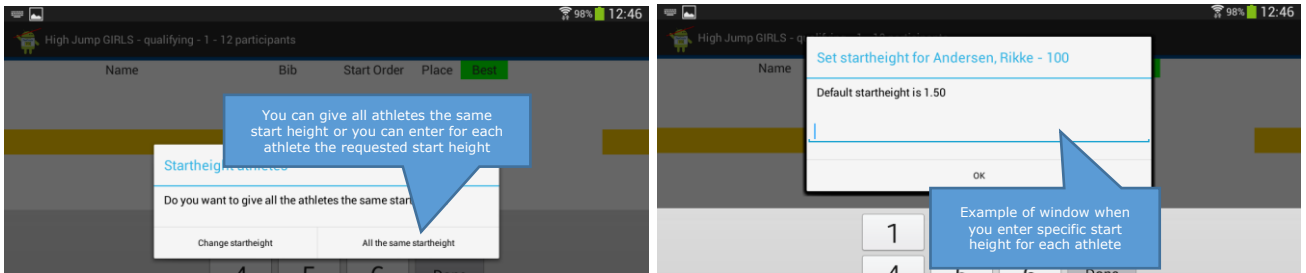 98% 12:46
High Jump GIRLS - qualifying - 1 - 12 participants
Name Bib Start Order Place Best
You can give all athletes the same
start height or you can enter for each
athlete the requested start height
Startheight athletes
Do you want to give all the athletes the same star
Change startheight All the same startheight
4 5 6 Done
98% 12:46
High Jump GIRLS - q
Set startheight for Andersen, Rikke - 100
Name
Default startheight is 1.50
OK
Example of window when
you enter specific start
height for each athlete
1
4 5 6 Done